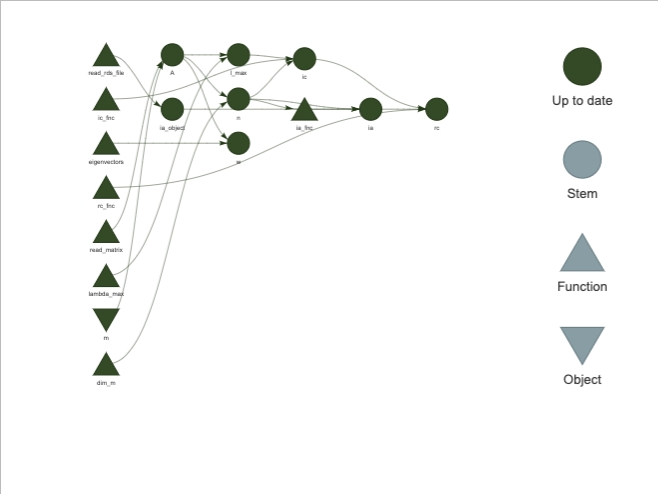 read_rds_file
A
l_max
ic
ic_fnc
ia_object
n
ia_fnc
ia
rc
eigenvectors
w
rc_fnc
read_matrix
lambda_max
m
dim_m
Up to date
Stem
Function
Object